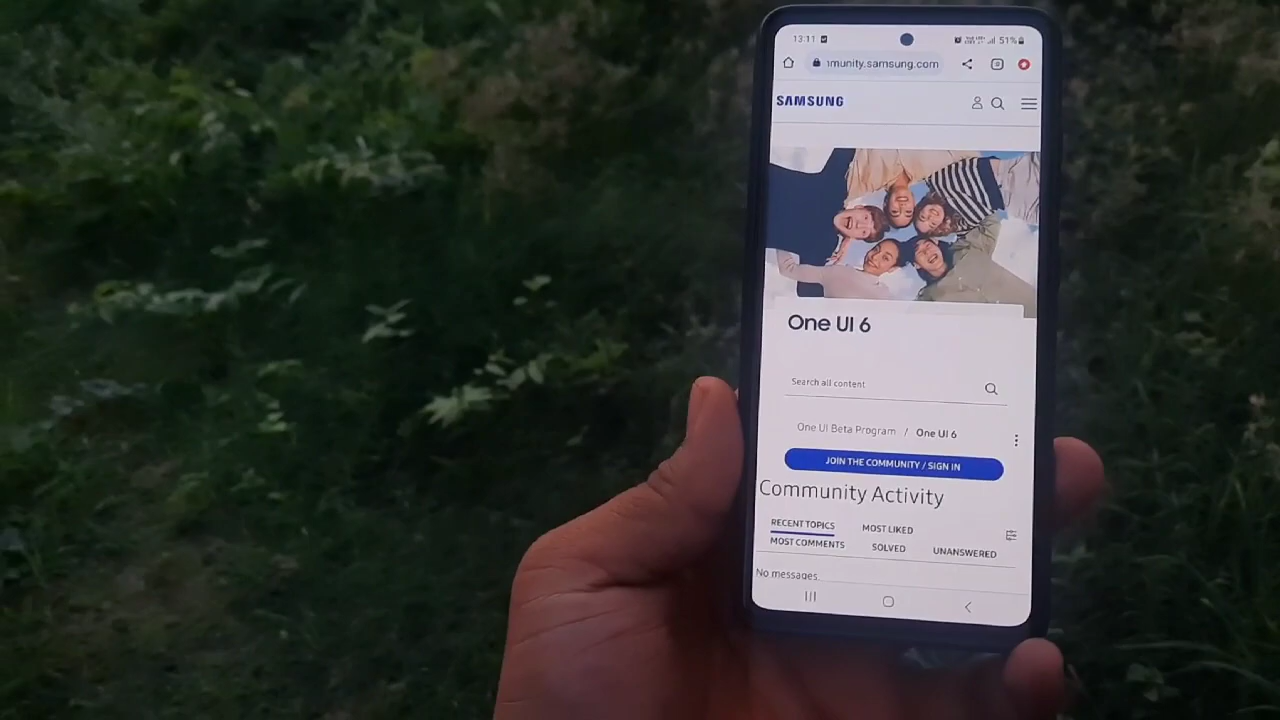 13:11
51%
nmunity.samsung.com
SAMSUNG
One UI 6
Search all content
One UI Beta Program / One UI 6
JOIN THE COMMUNITY / SIGN IN
Community Activity
RECENT TOPICS MOST LIKED
MOST COMMENTS SOLVED UNANSWERED
No messages.